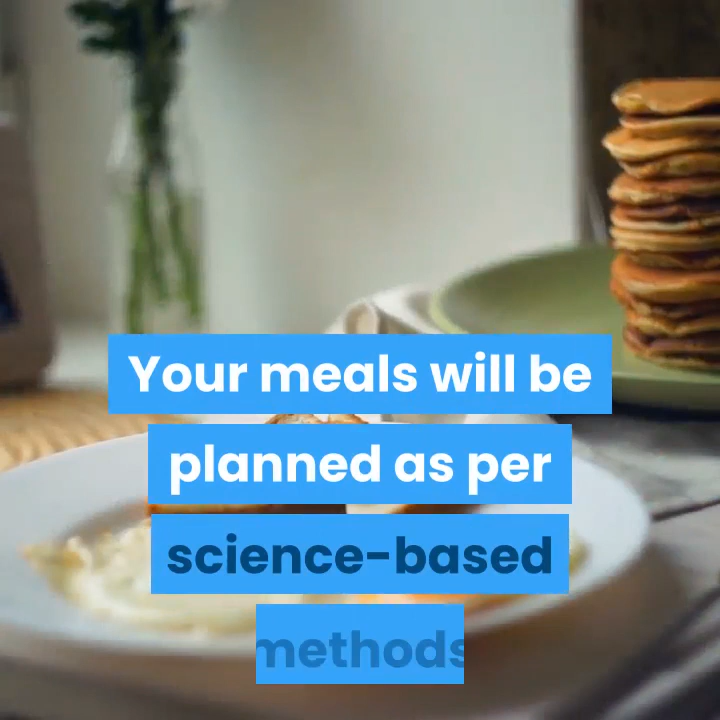 Your meals will be
planned as per
science-based
methods